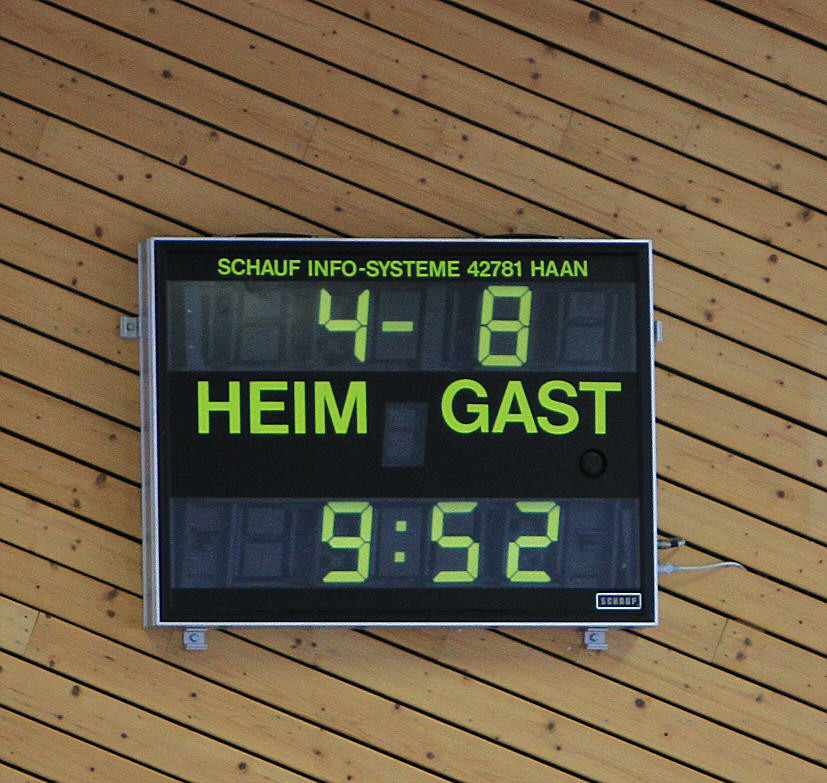 SCHAUF INFO-SYSTEME 42781 HAAN
4- 8
HEIM GAST
9:52
SCHAUF